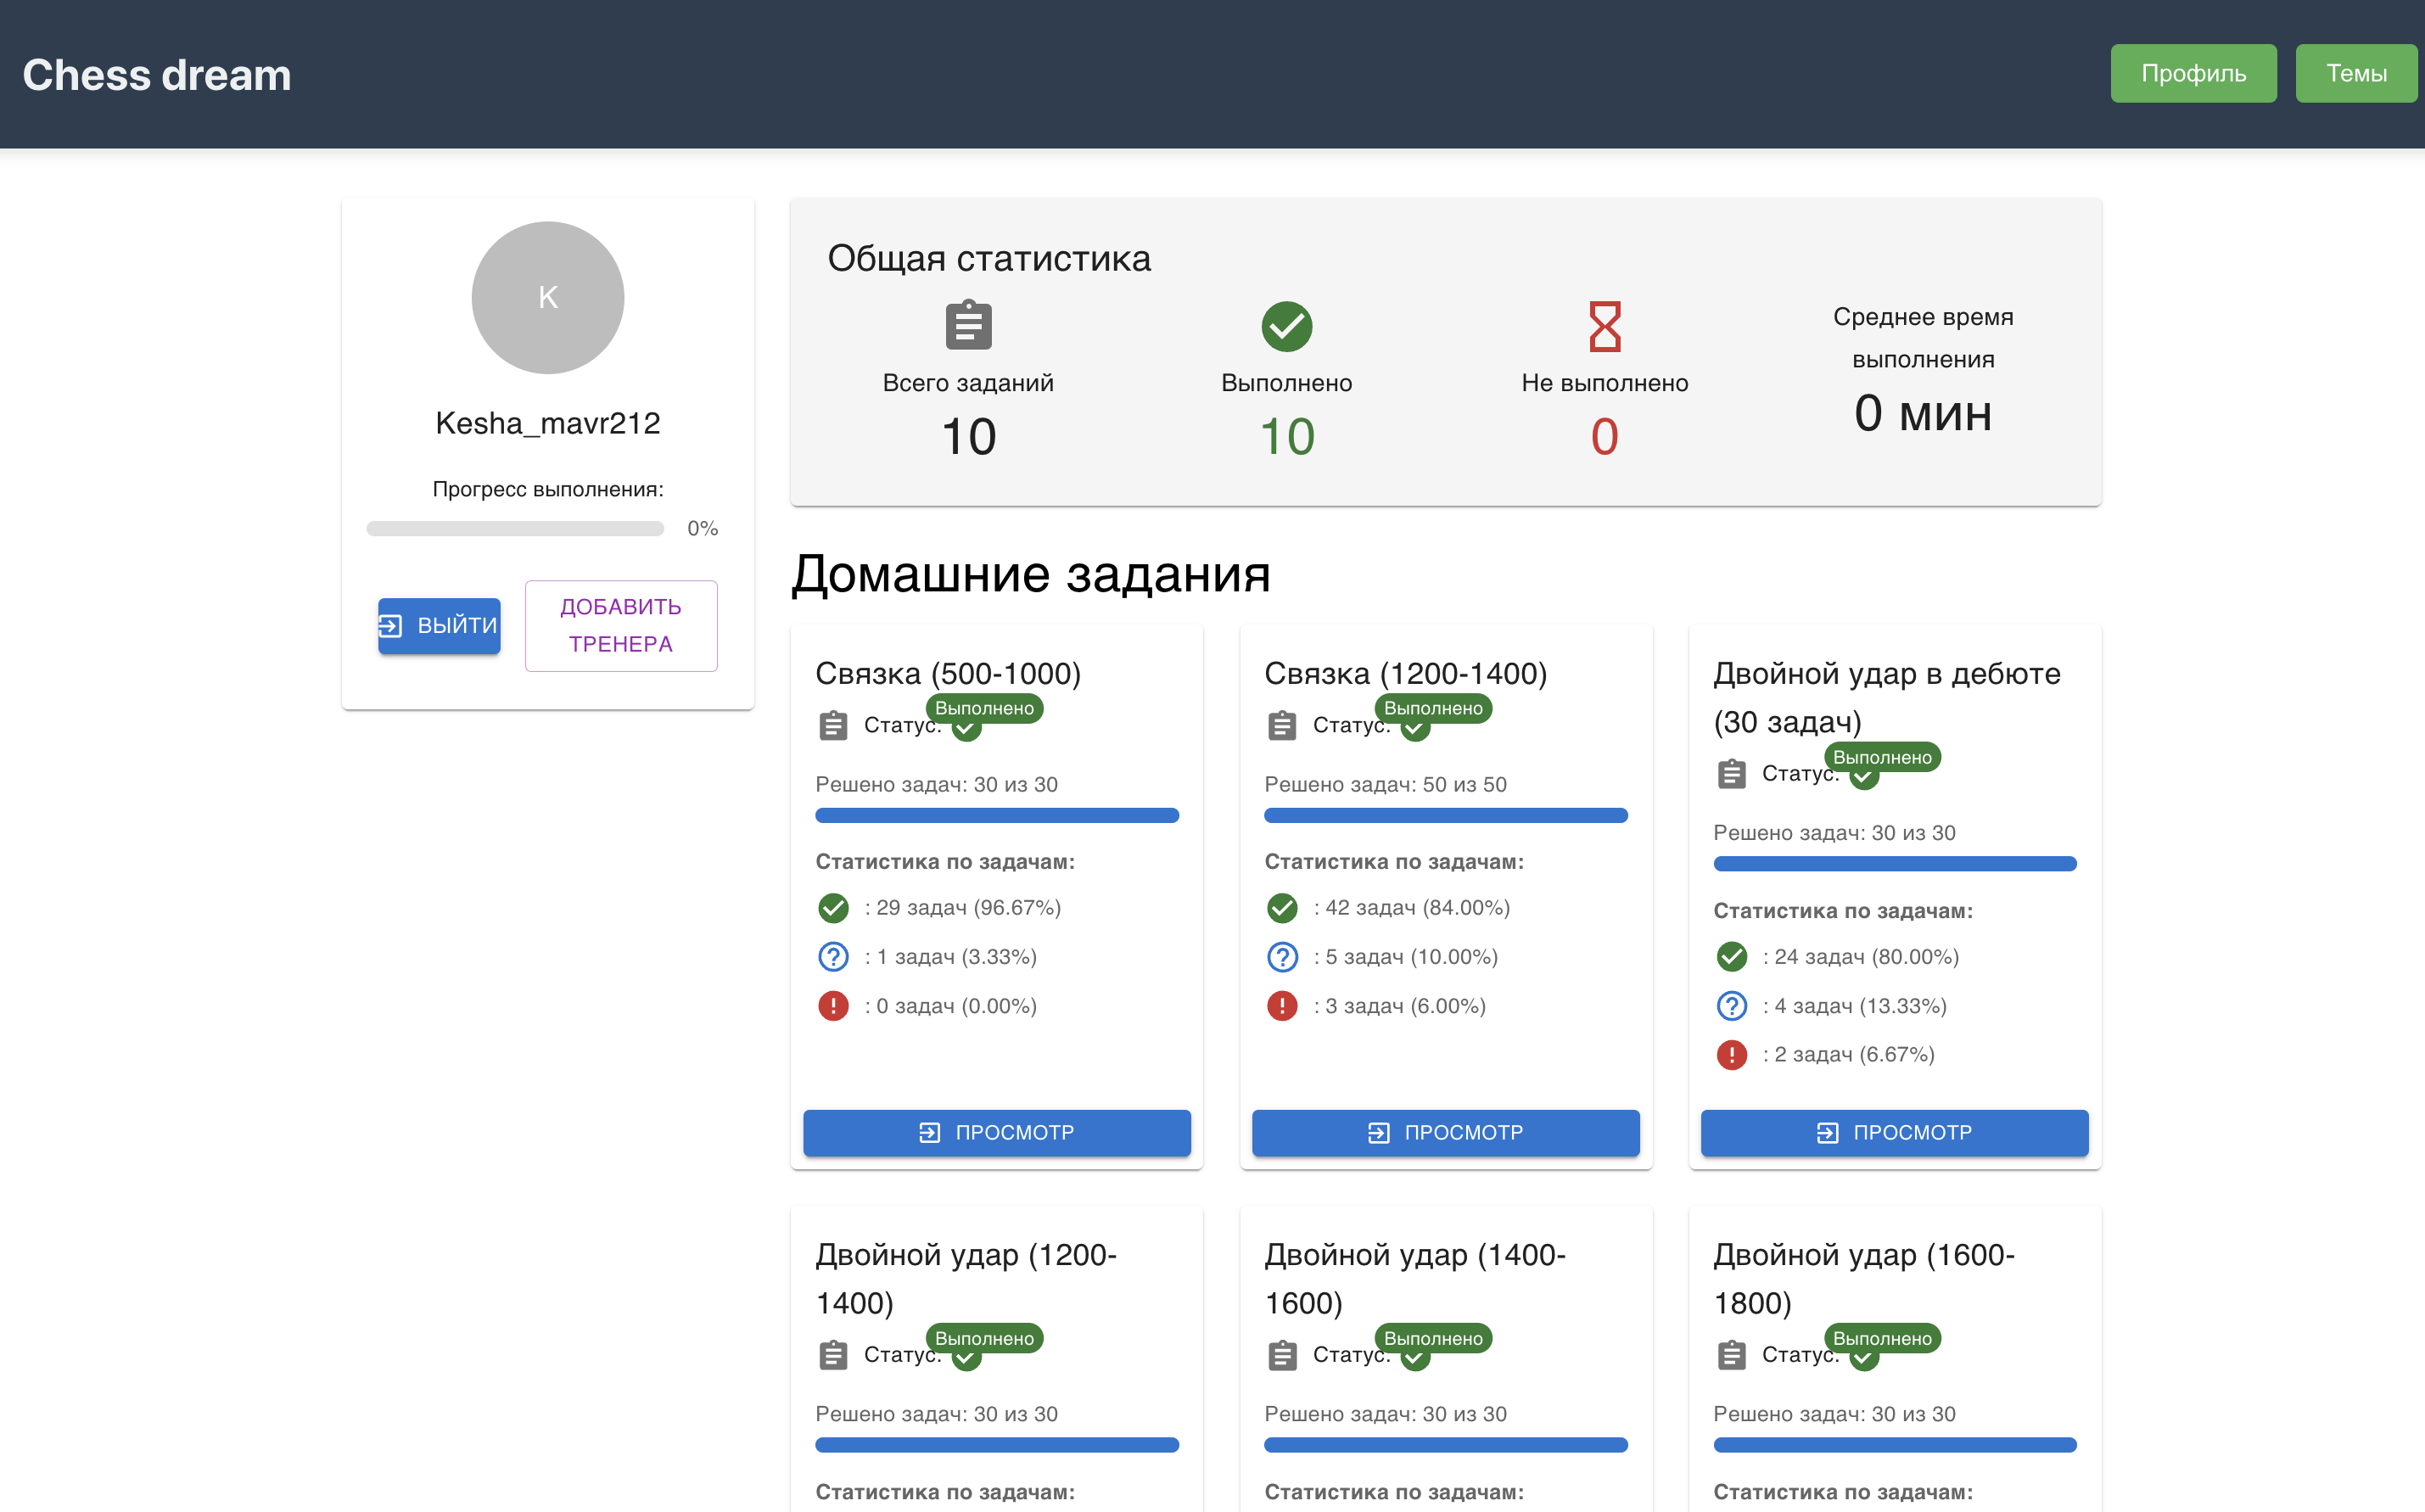 Chess dream
Профиль
Темы
K
Kesha_mavr212
Прогресс выполнения:
0%
ВЫЙТИ
ДОБАВИТЬ
ТРЕНЕРА
Общая статистика
Всего заданий
10
Выполнено
10
Не выполнено
0
Среднее время
выполнения
0 мин
Домашние задания
Связка (500-1000)
Статус:
Выполнено
Решено задач: 30 из 30
Статистика по задачам:
: 29 задач (96.67%)
: 1 задач (3.33%)
: 0 задач (0.00%)
ПРОСМОТР
Связка (1200-1400)
Статус:
Выполнено
Решено задач: 50 из 50
Статистика по задачам:
: 42 задач (84.00%)
: 5 задач (10.00%)
: 3 задач (6.00%)
ПРОСМОТР
Двойной удар в дебюте
(30 задач)
Статус:
Выполнено
Решено задач: 30 из 30
Статистика по задачам:
: 24 задач (80.00%)
: 4 задач (13.33%)
: 2 задач (6.67%)
ПРОСМОТР
Двойной удар (1200-
1400)
Статус:
Выполнено
Решено задач: 30 из 30
Статистика по задачам:
Двойной удар (1400-
1600)
Статус:
Выполнено
Решено задач: 30 из 30
Статистика по задачам:
Двойной удар (1600-
1800)
Статус:
Выполнено
Решено задач: 30 из 30
Статистика по задачам: